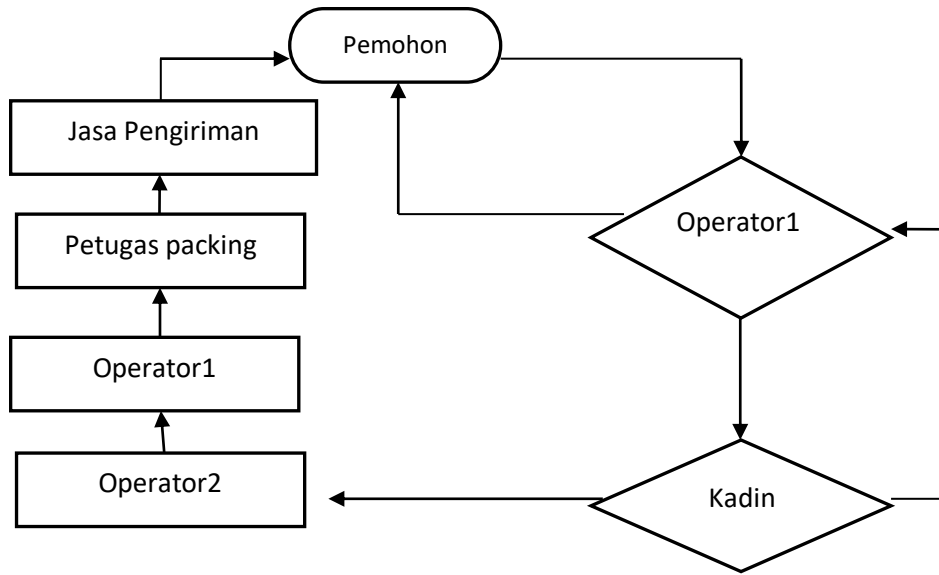 Pemohon
Jasa Pengiriman
Petugas packing
Operator1
Operator1
Operator2
Kadin